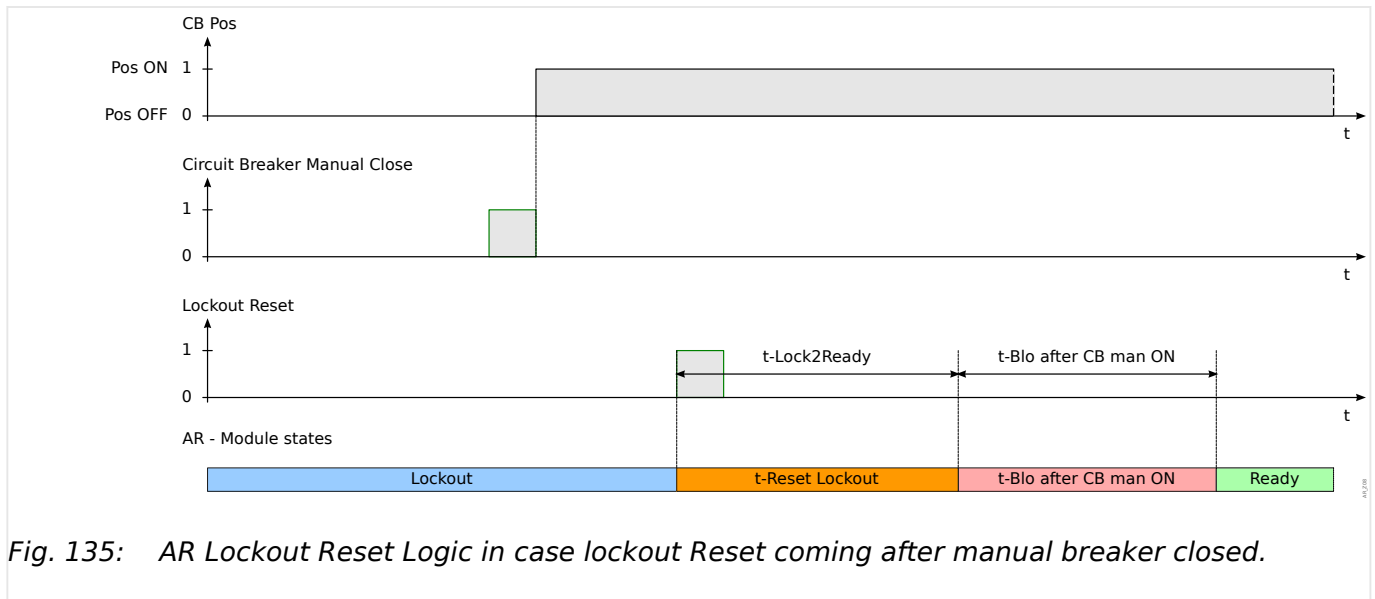 CB Pos
Pos ON 1
Pos OFF 0
t
Circuit Breaker Manual Close
1
0
t
Lockout Reset
1 t-Lock2Ready t-Blo after CB man ON
0
t
AR - Module states
Lockout t-Reset Lockout t-Blo after CB man ON Ready
Fig. 135: AR Lockout Reset Logic in case lockout Reset coming after manual breaker closed.